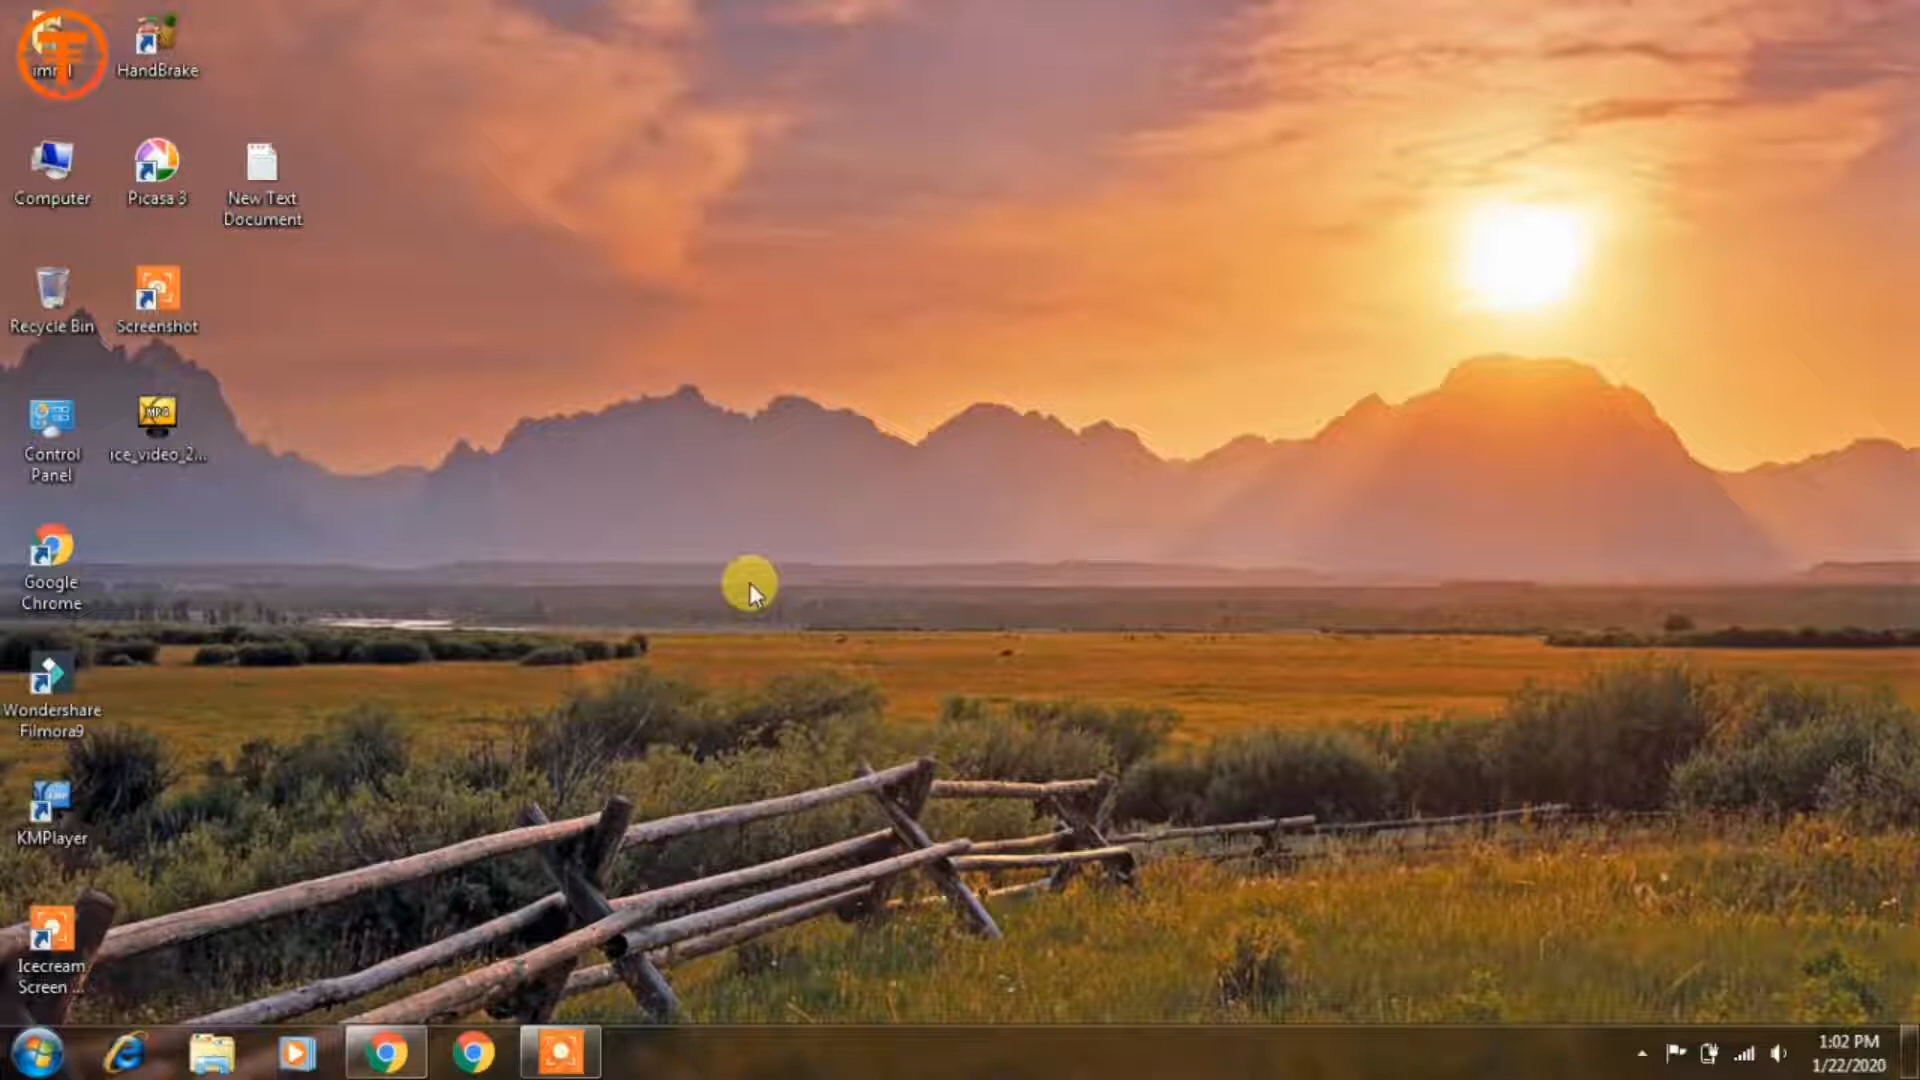 HandBrake
Computer
Picasa 3
New Text
Document
Recycle Bin
Screenshot
MPG
Control
Panel
ice_video_2...
Google
Chrome
Wondershare
Filmora9
KMPlayer
Icecream
Screen ...
1:02 PM
1/22/2020